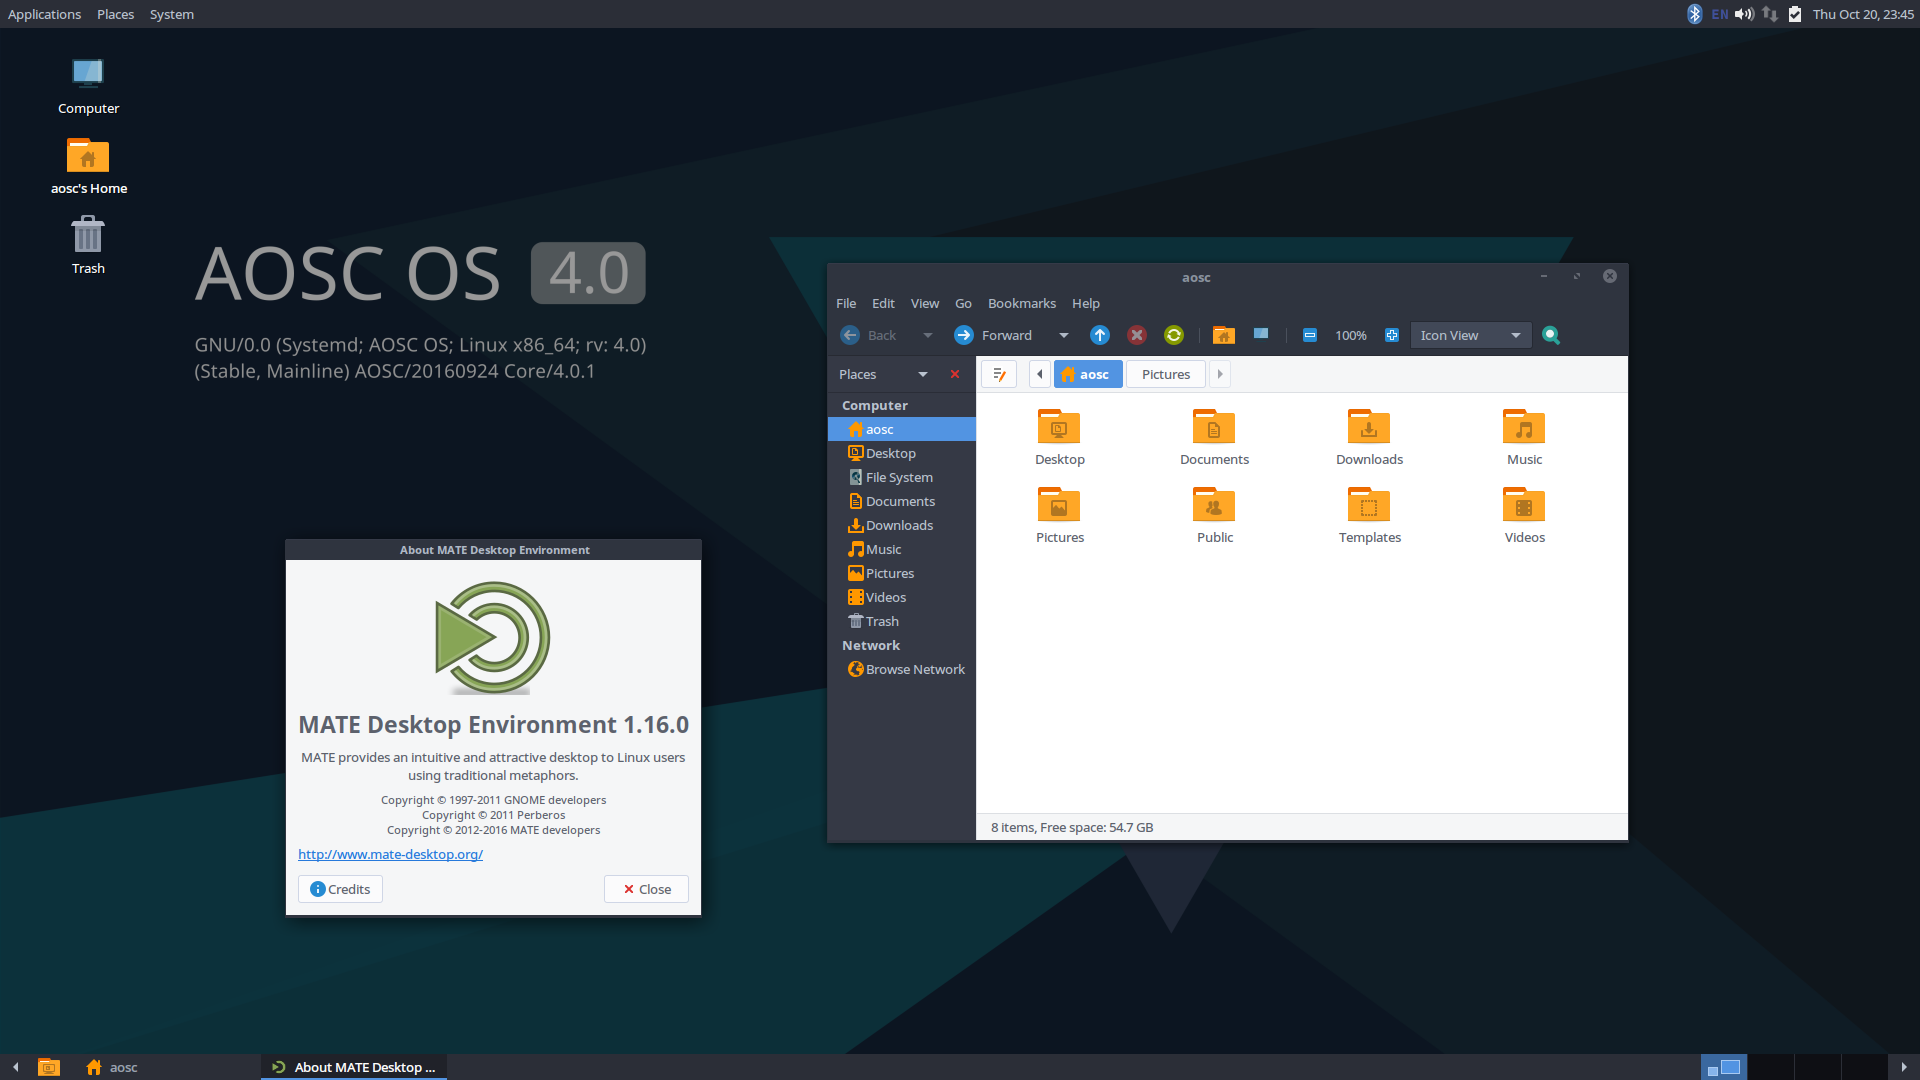 Applications Places System
EN Thu Oct 20, 23:45
Computer
aosc's Home
Trash
AOSC OS 4.0
GNU/0.0 (Systemd; AOSC OS; Linux x86_64; rv: 4.0)
(Stable, Mainline) AOSC/20160924 Core/4.0.1
aosc
File Edit View Go Bookmarks Help
Back Forward 100% Icon View
Places aosc Pictures
Computer
aosc
Desktop
File System
Documents
Downloads
Music
Pictures
Videos
Trash
Network
Browse Network
Desktop Documents Downloads Music
Pictures Public Templates Videos
8 items, Free space: 54.7 GB
About MATE Desktop Environment
MATE Desktop Environment 1.16.0
MATE provides an intuitive and attractive desktop to Linux users
using traditional metaphors.
Copyright © 1997-2011 GNOME developers
Copyright © 2011 Perberos
Copyright © 2012-2016 MATE developers
http://www.mate-desktop.org/
Credits Close
aosc About MATE Desktop ...